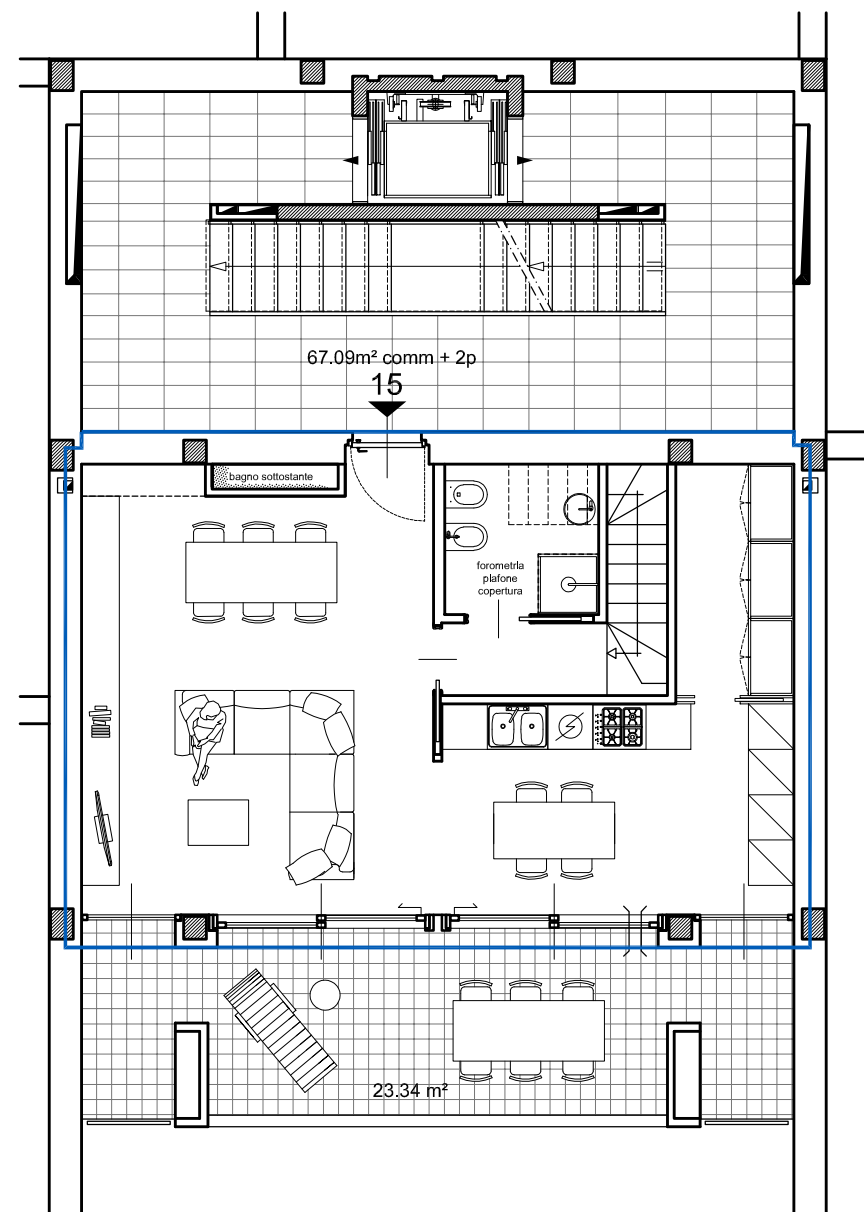 67.09m² comm + 2p
15
bagno sottostante
forometria
plafone
copertura
23.34 m²